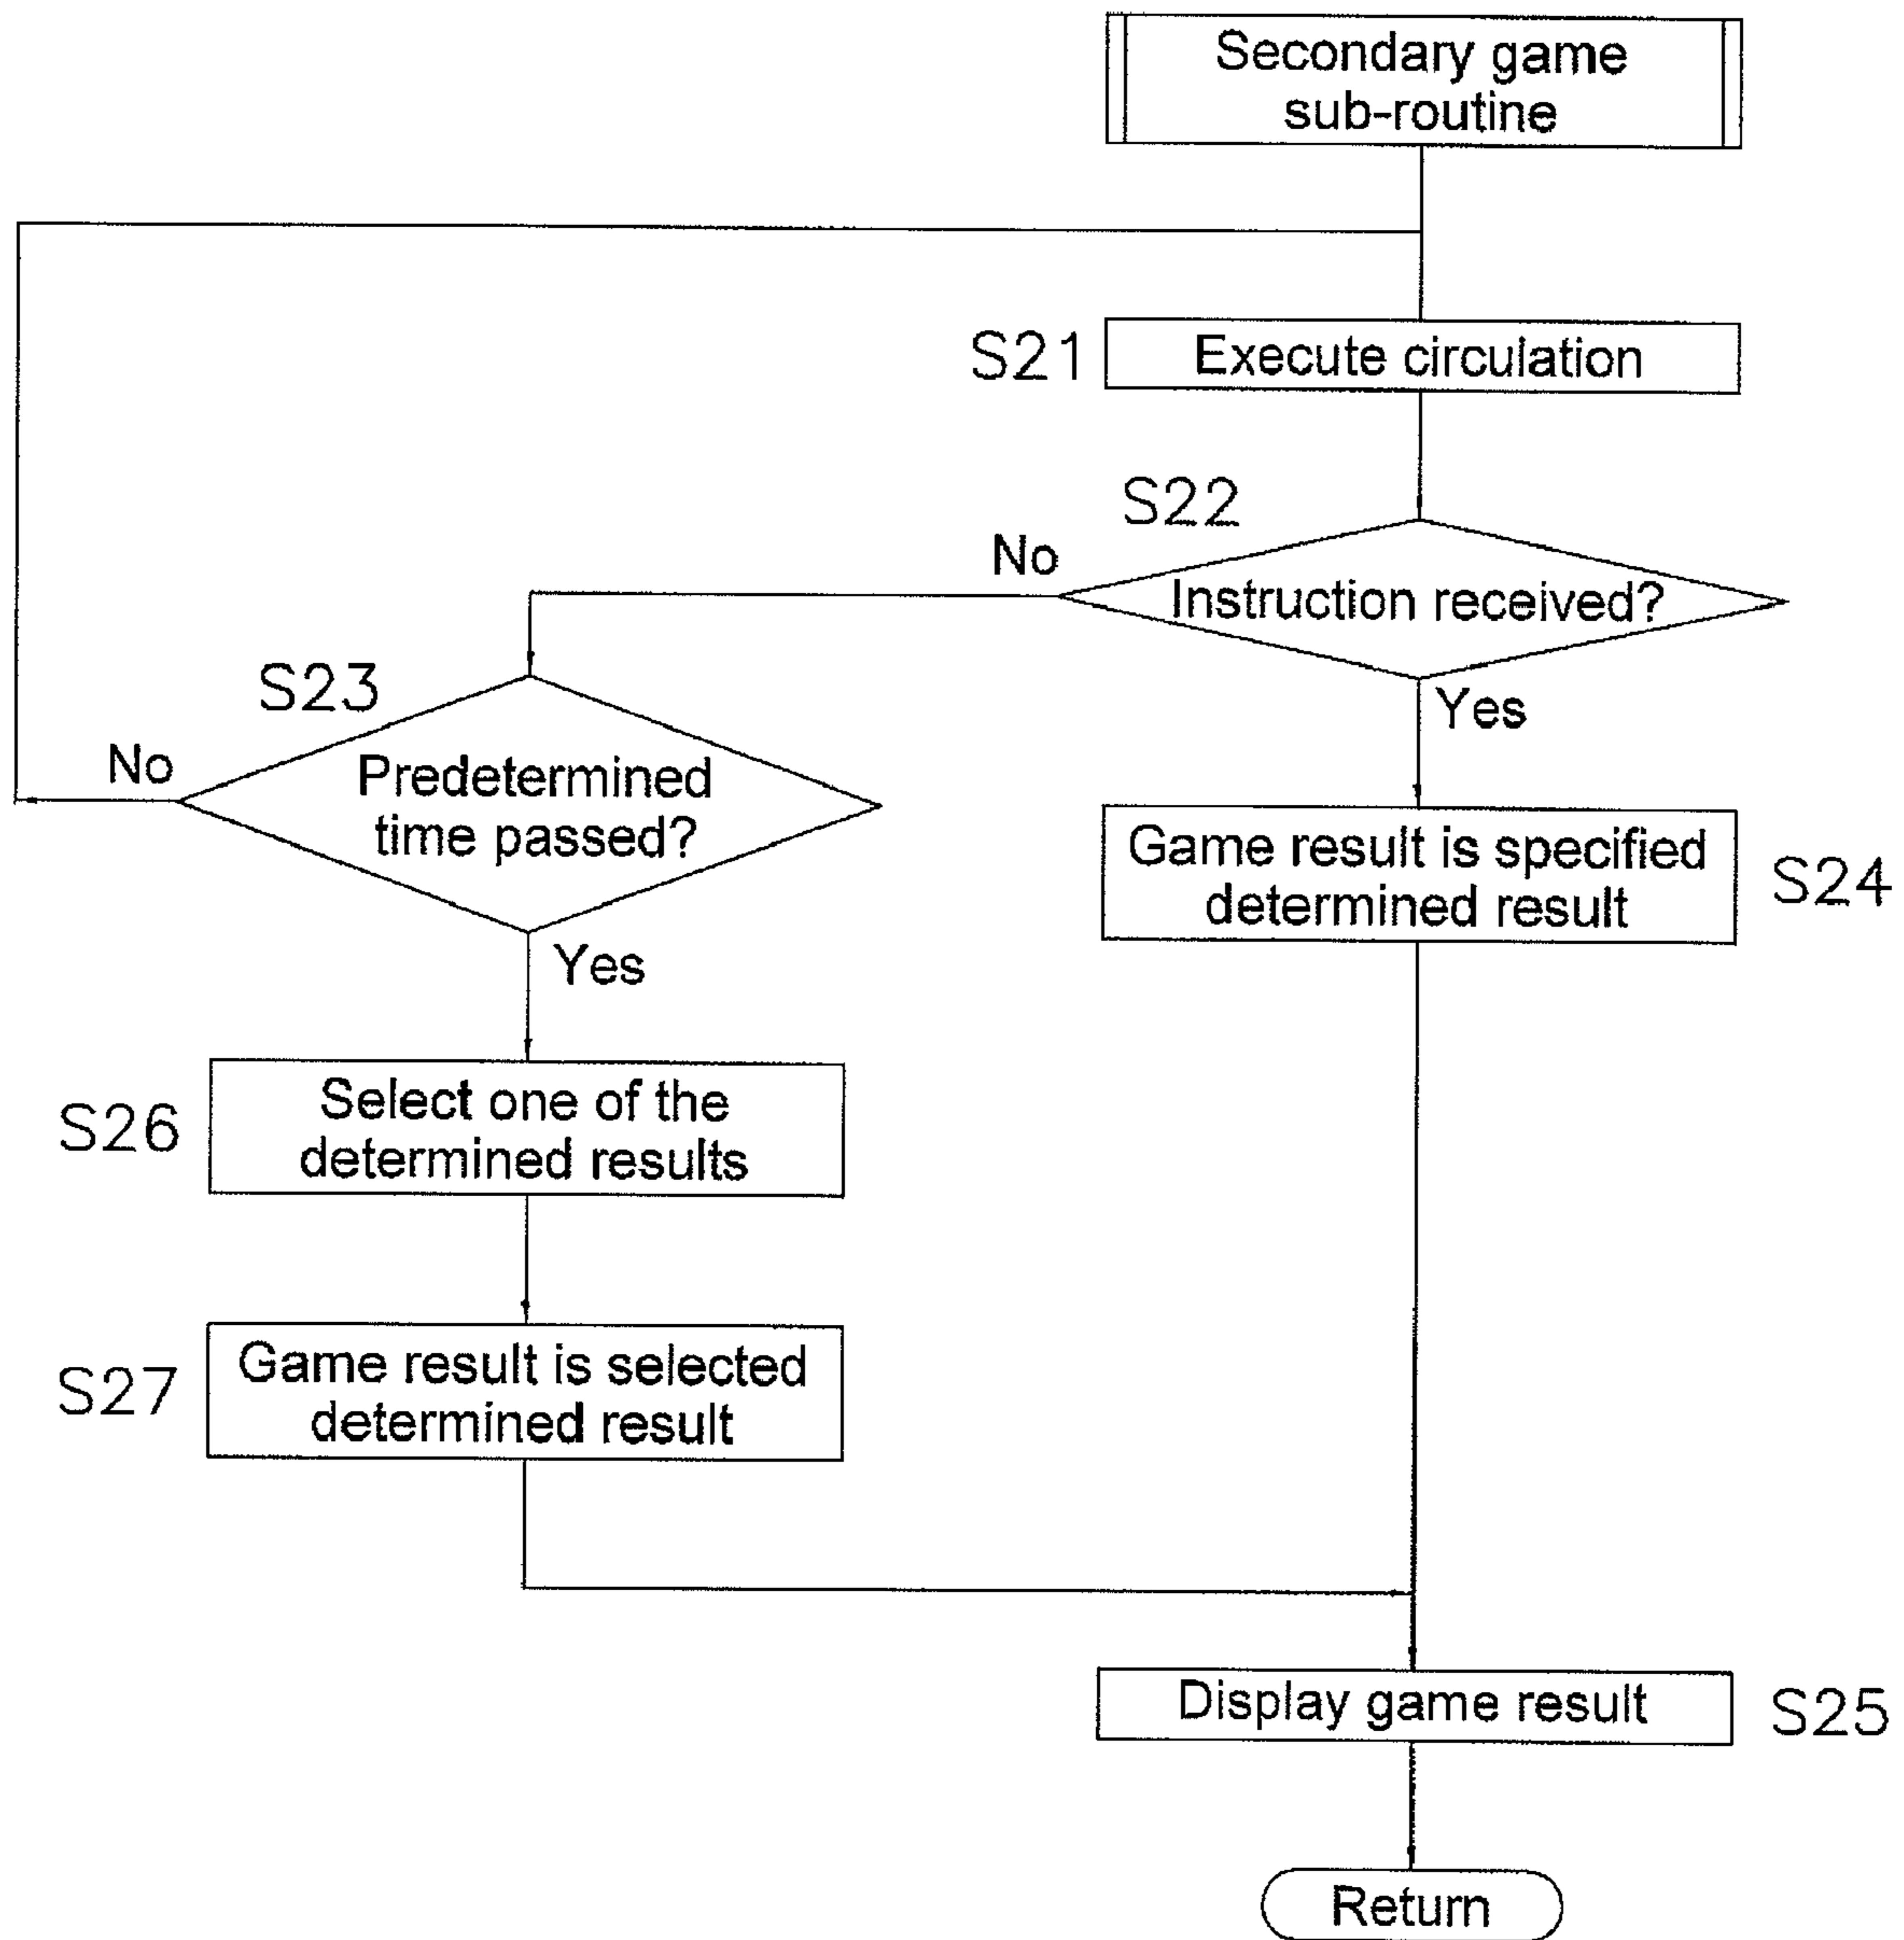 Secondary game
sub-routine
S21
Execute circulation
S22
No
Instruction received?
Yes
S23
No
Predetermined
time passed?
Yes
Game result is specified
determined result
S24
S26
Select one of the
determined results
S27
Game result is selected
determined result
Display game result
S25
Return